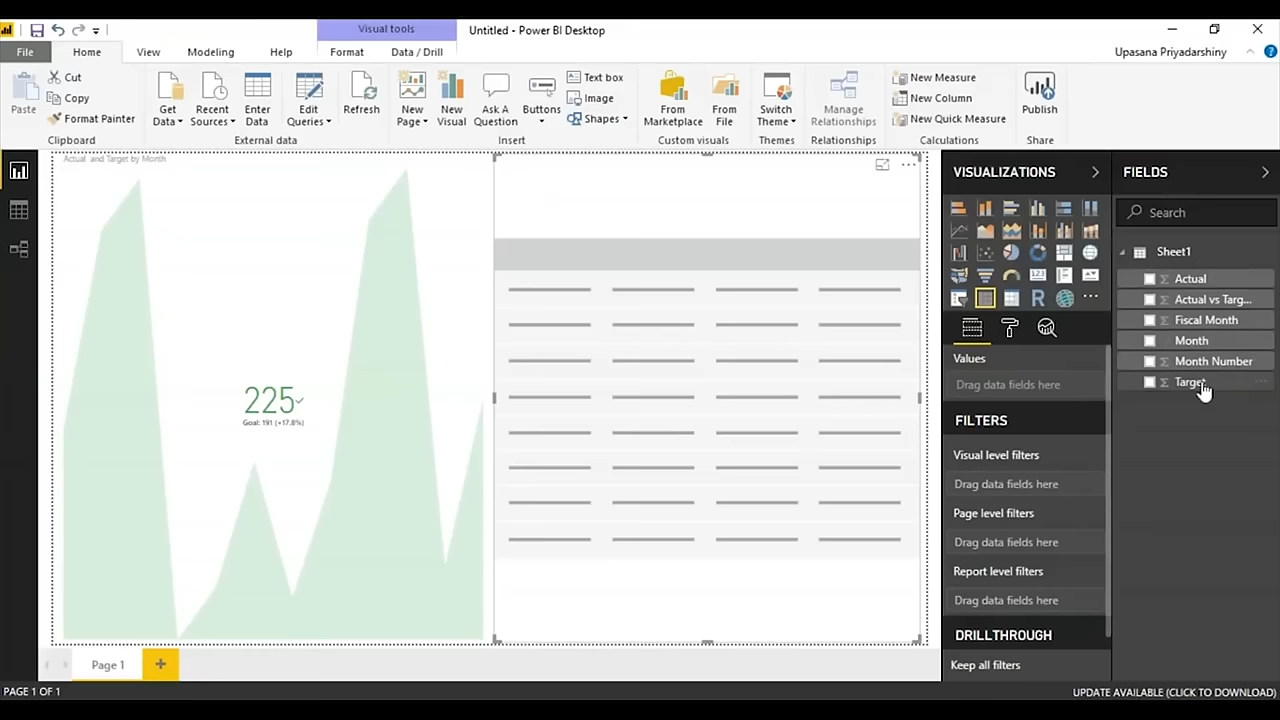 Visual tools
Untitled - Power BI Desktop
File Home View Modeling Help Format Data / Drill Upasana Priyadarshiny
Paste
Cut
Copy
Format Painter
Clipboard
Get Data
Recent Sources
Enter Data
Edit Queries
Refresh
External data
New Page
New Visual
Ask A Question
Buttons
Text box
Image
Shapes
Insert
From Marketplace
From File
Custom visuals
Switch Theme
Themes
Manage Relationships
Relationships
New Measure
New Column
New Quick Measure
Calculations
Publish
Share
Actual and Target by Month
225
Goal: 191 (+17.8%)
VISUALIZATIONS
123
R
Values
Drag data fields here
FILTERS
Visual level filters
Drag data fields here
Page level filters
Drag data fields here
Report level filters
Drag data fields here
DRILLTHROUGH
Keep all filters
FIELDS
Search
Sheet1
Σ Actual
Σ Actual vs Targ...
Σ Fiscal Month
Month
Σ Month Number
Σ Target
Page 1
PAGE 1 OF 1
UPDATE AVAILABLE (CLICK TO DOWNLOAD)